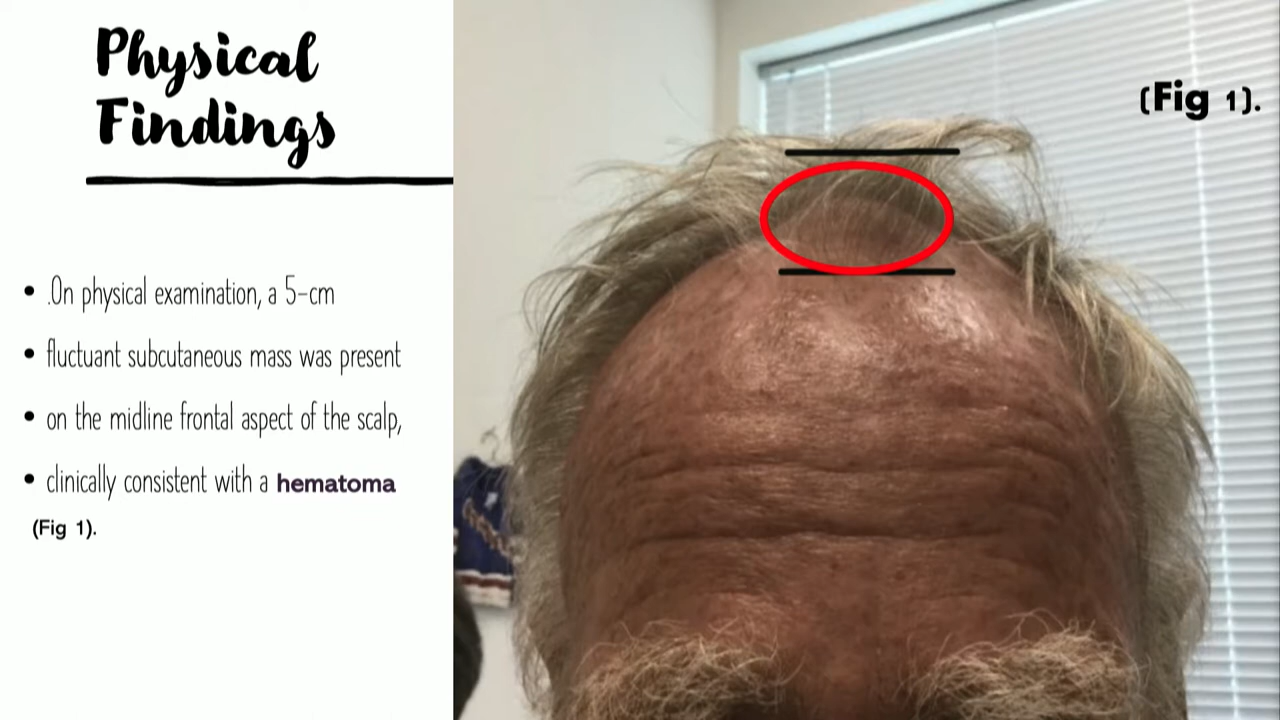 Physical
Findings
(Fig 1).
• .On physical examination, a 5-cm
• fluctuant subcutaneous mass was present
• on the midline frontal aspect of the scalp,
• clinically consistent with a hematoma
(Fig 1).